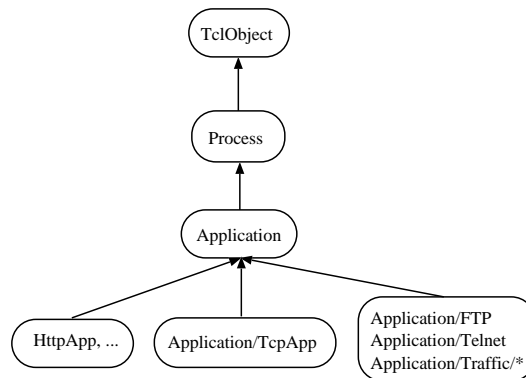 TclObject
Process
Application
HttpApp, ...
Application/TcpApp
Application/FTP
Application/Telnet
Application/Traffic/*